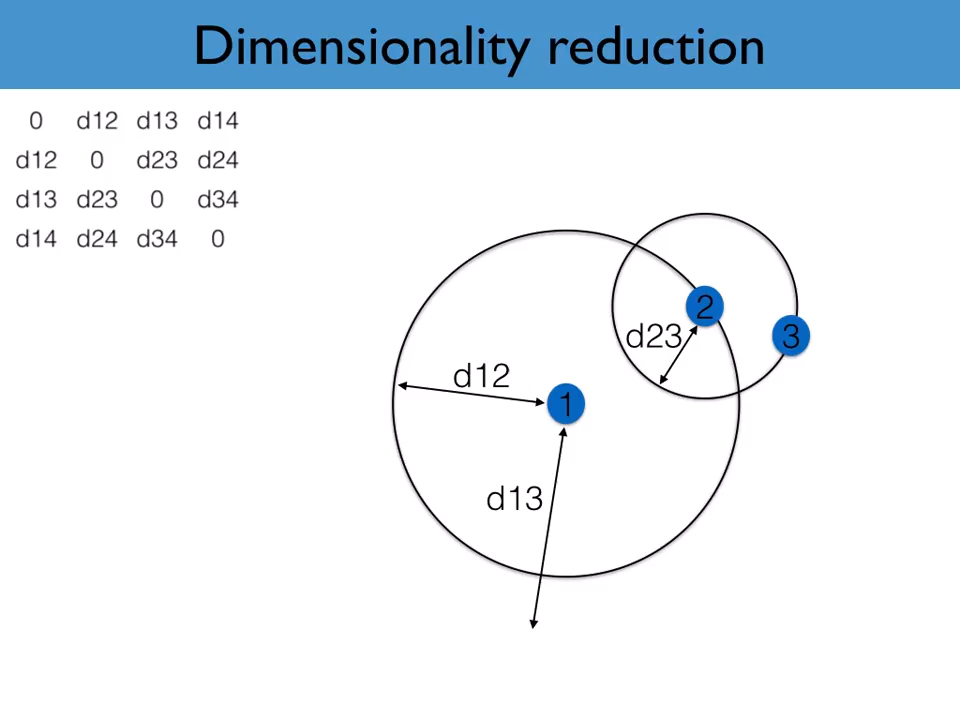 Dimensionality reduction
0 d12 d13 d14
d12 0 d23 d24
d13 d23 0 d34
d14 d24 d34 0
2
d23
3
d12
1
d13